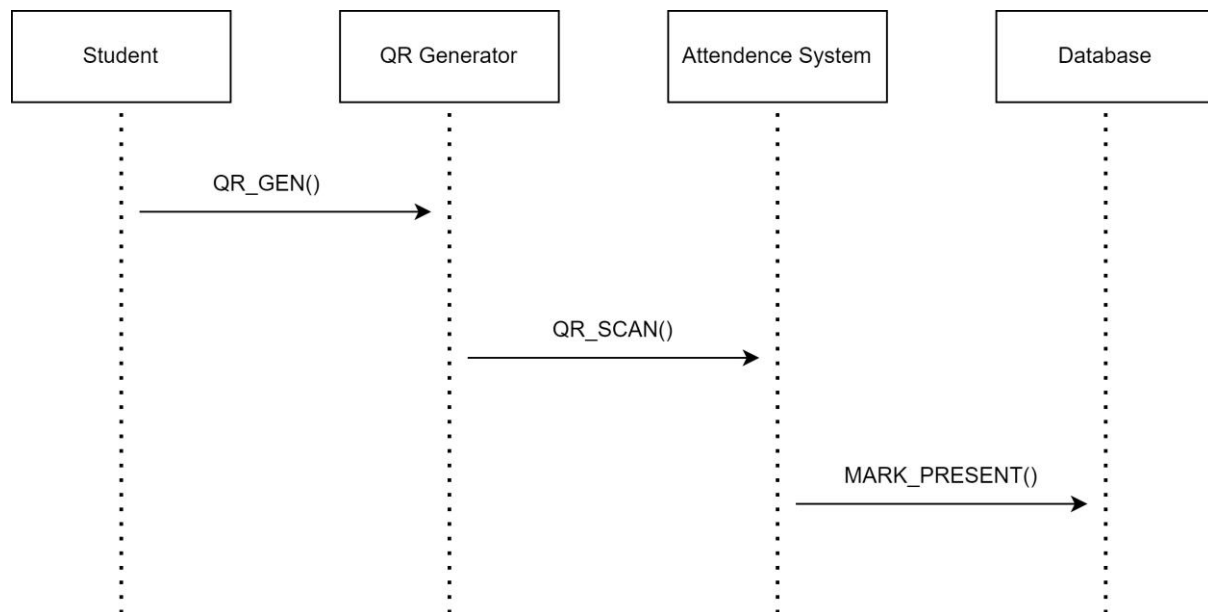 Student
QR Generator
Attendence System
Database
QR_GEN()
QR_SCAN()
MARK_PRESENT()